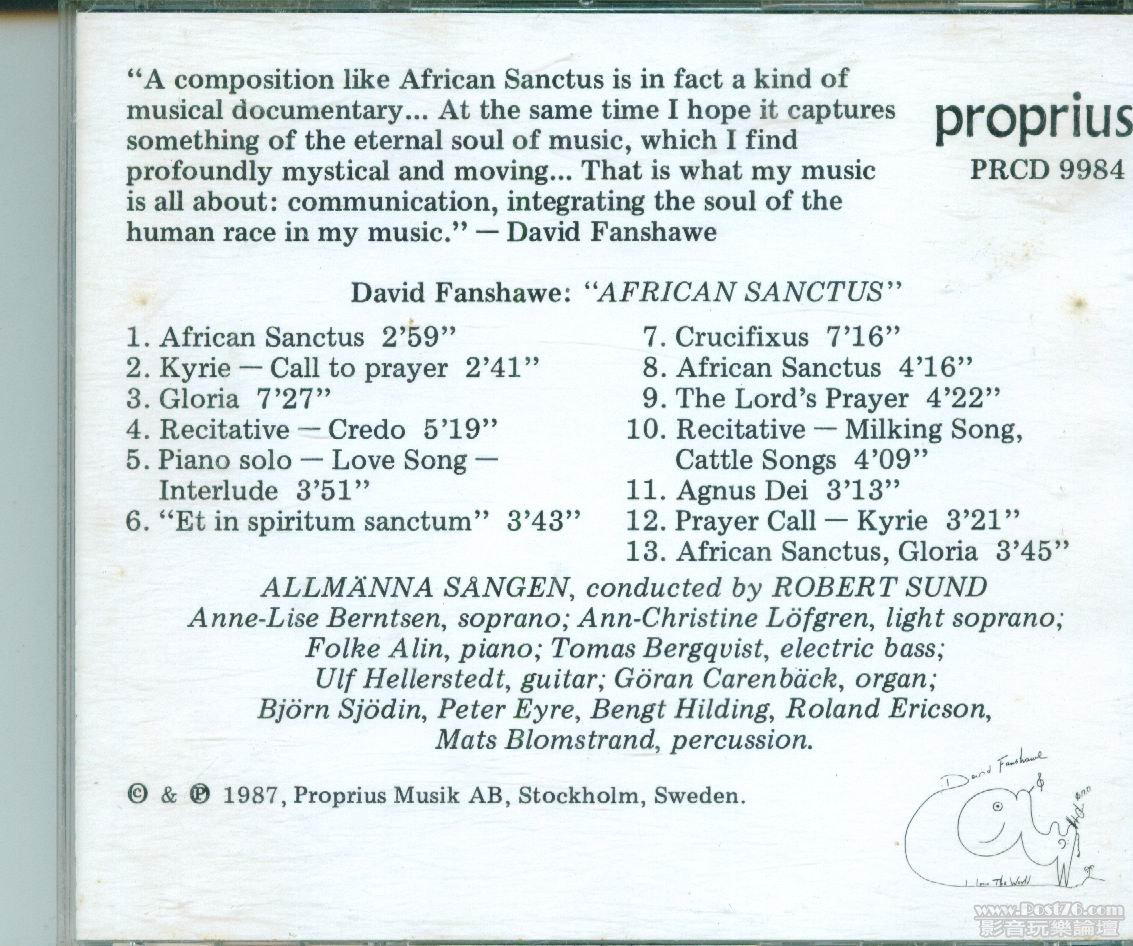 “A composition like African Sanctus is in fact a kind of
musical documentary... At the same time I hope it captures
something of the eternal soul of music, which I find
profoundly mystical and moving... That is what my music
is all about: communication, integrating the soul of the
human race in my music.” — David Fanshawe
proprius
PRCD 9984
David Fanshawe: “AFRICAN SANCTUS”
1. African Sanctus 2’59”
2. Kyrie — Call to prayer 2’41”
3. Gloria 7’27”
4. Recitative — Credo 5’19”
5. Piano solo — Love Song —
Interlude 3’51”
6. “Et in spiritum sanctum” 3’43”
7. Crucifixus 7’16”
8. African Sanctus 4’16”
9. The Lord’s Prayer 4’22”
10. Recitative — Milking Song,
Cattle Songs 4’09”
11. Agnus Dei 3’13”
12. Prayer Call — Kyrie 3’21”
13. African Sanctus, Gloria 3’45”
ALLMÄNNA SÅNGEN, conducted by ROBERT SUND
Anne-Lise Berntsen, soprano; Ann-Christine Löfgren, light soprano;
Folke Alin, piano; Tomas Bergqvist, electric bass;
Ulf Hellerstedt, guitar; Göran Carenbäck, organ;
Björn Sjödin, Peter Eyre, Bengt Hilding, Roland Ericson,
Mats Blomstrand, percussion.
© & ℗ 1987, Proprius Musik AB, Stockholm, Sweden.
David Fanshawe
I Love The World
www.Post76.com
影音玩樂論壇